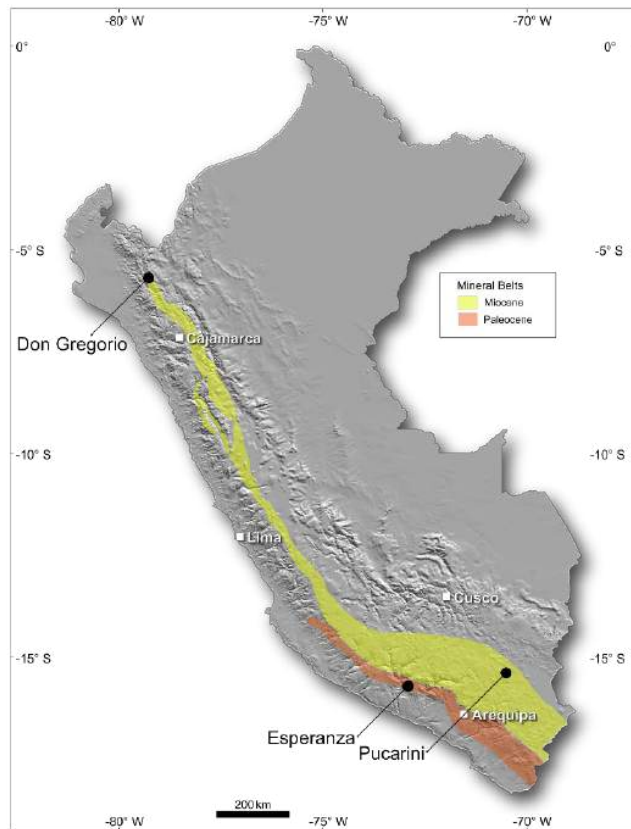 -80° W
-75° W
-70° W
0°
0°
-5° S
-5° S
Mineral Belts
Miocene
Paleocene
Don Gregorio
Cajamarca
-10° S
-10° S
Lima
Cusco
-15° S
-15° S
Esperanza
Arequipa
Pucarini
200 km
-80° W
-75° W
-70° W